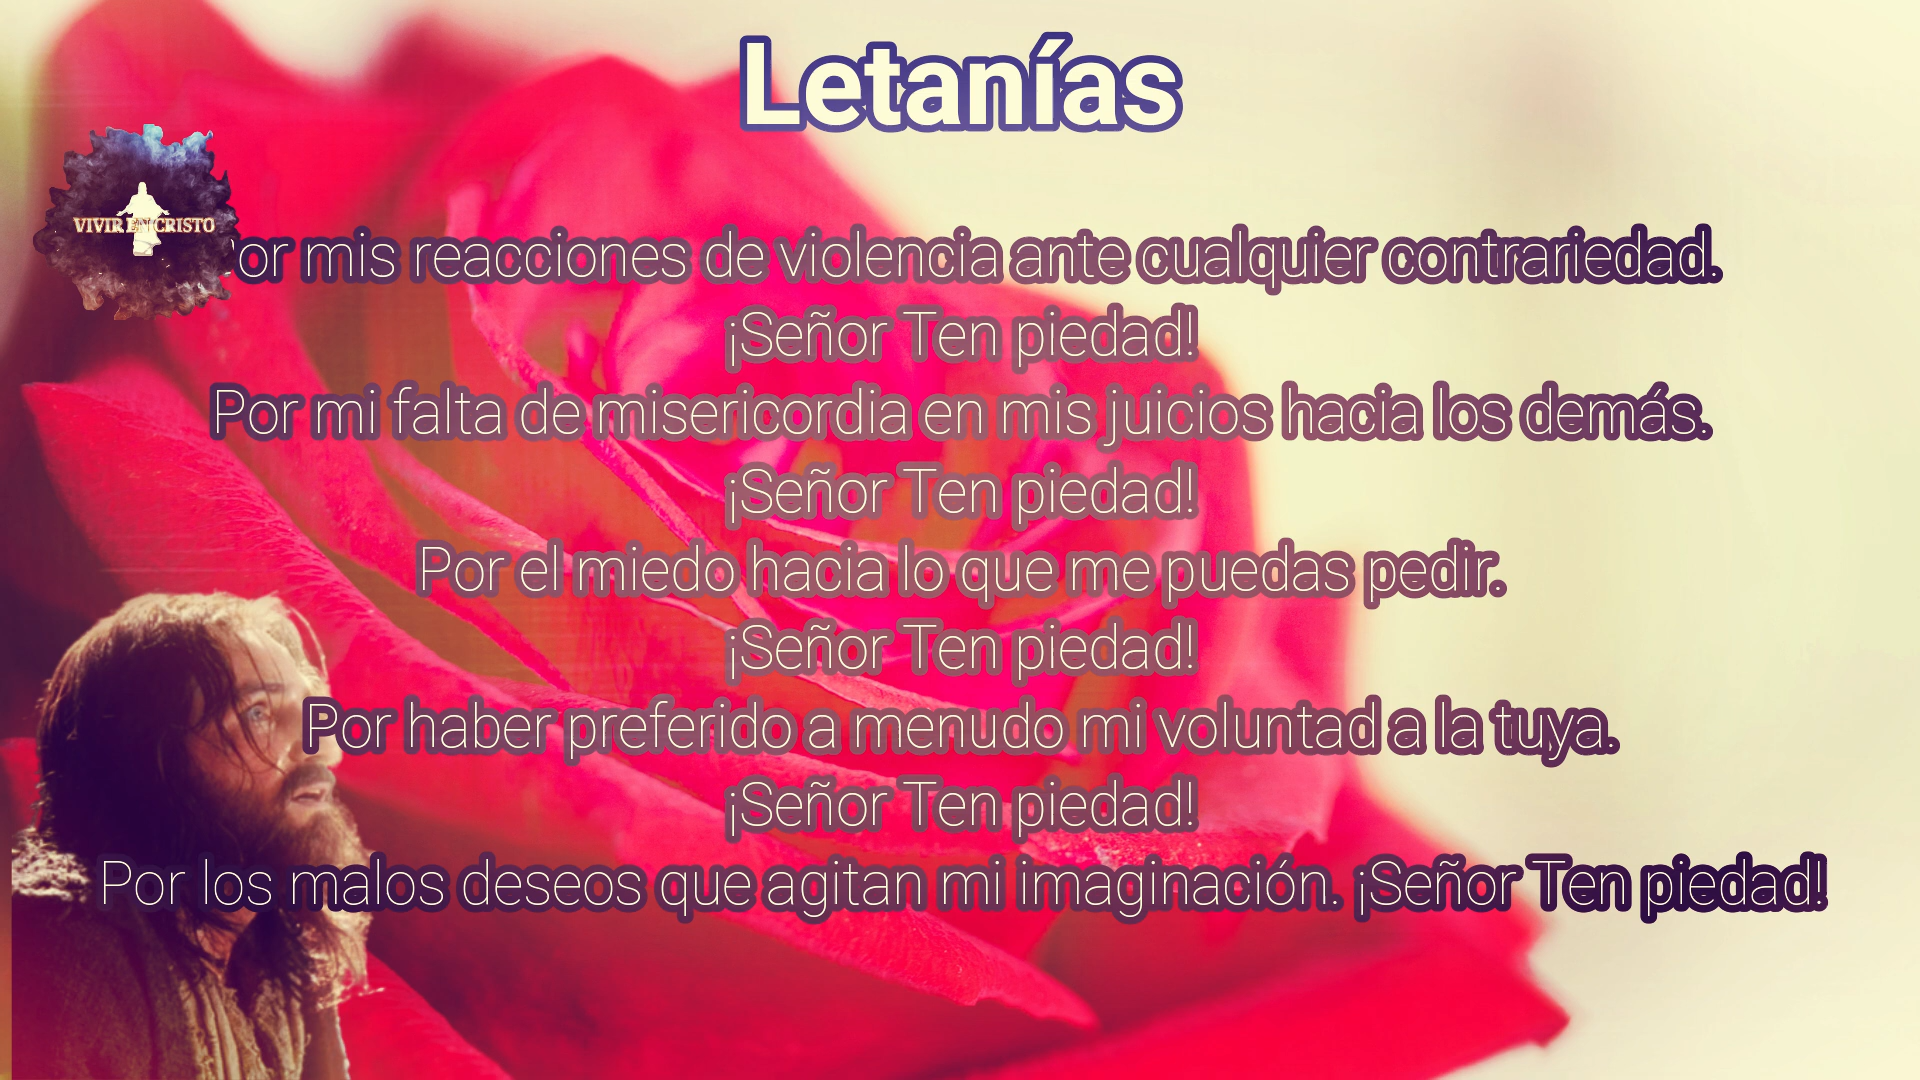 Letanías
VIVIR EN CRISTO
Por mis reacciones de violencia ante cualquier contrariedad.
¡Señor Ten piedad!
Por mi falta de misericordia en mis juicios hacia los demás.
¡Señor Ten piedad!
Por el miedo hacia lo que me puedas pedir.
¡Señor Ten piedad!
Por haber preferido a menudo mi voluntad a la tuya.
¡Señor Ten piedad!
Por los malos deseos que agitan mi imaginación. ¡Señor Ten piedad!